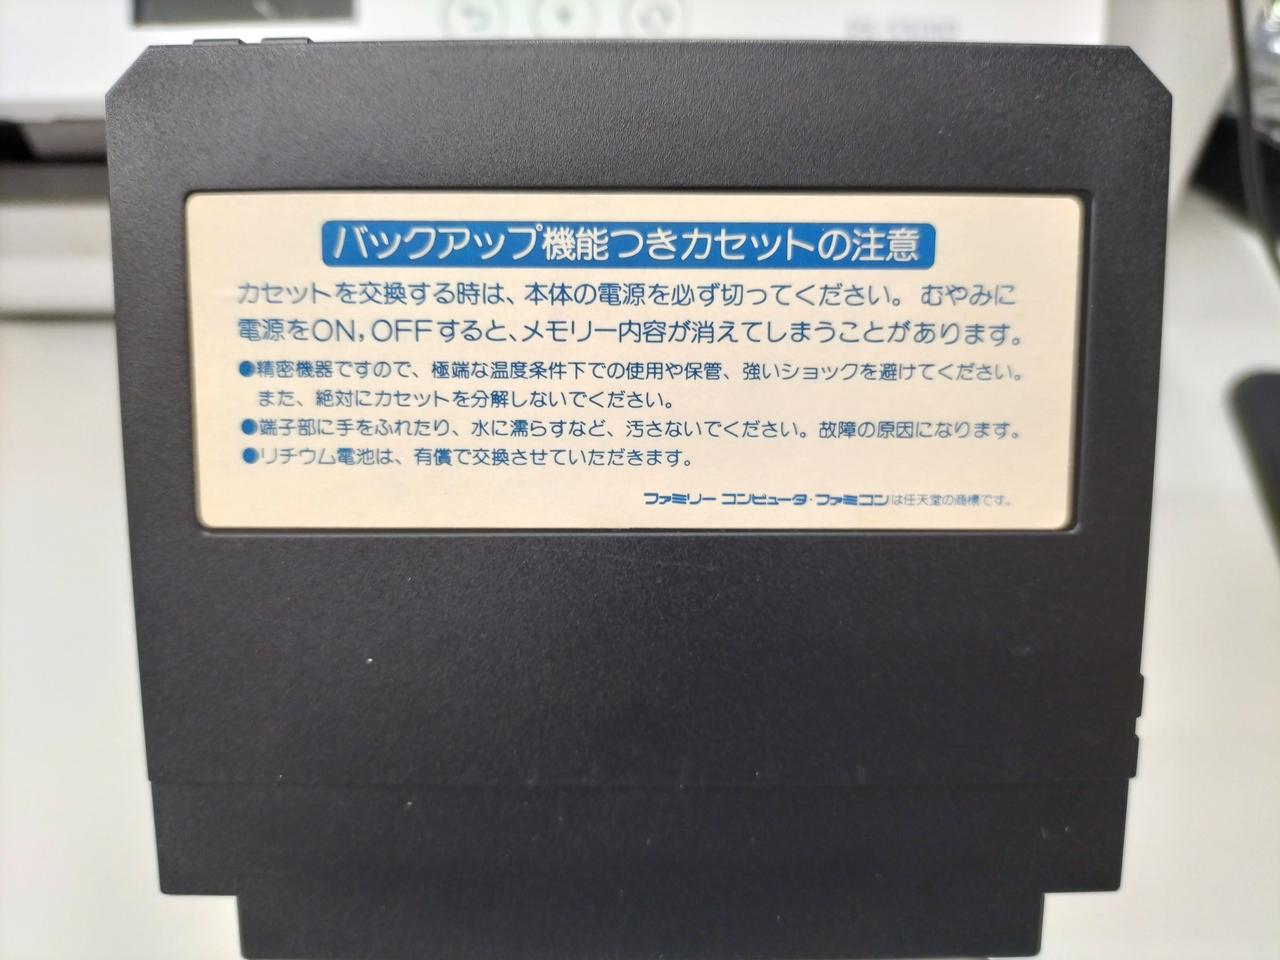 バックアップ機能つきカセットの注意
カセットを交換する時は、本体の電源を必ず切ってください。むやみに
電源をON,OFFすると、メモリー内容が消えてしまうことがあります。
●精密機器ですので、極端な温度条件下での使用や保管、強いショックを避けてください。
また、絶対にカセットを分解しないでください。
●端子部に手をふれたり、水に濡らすなど、汚さないでください。故障の原因になります。
●リチウム電池は、有償で交換させていただきます。
ファミリーコンピュータ・ファミコンは任天堂の商標です。